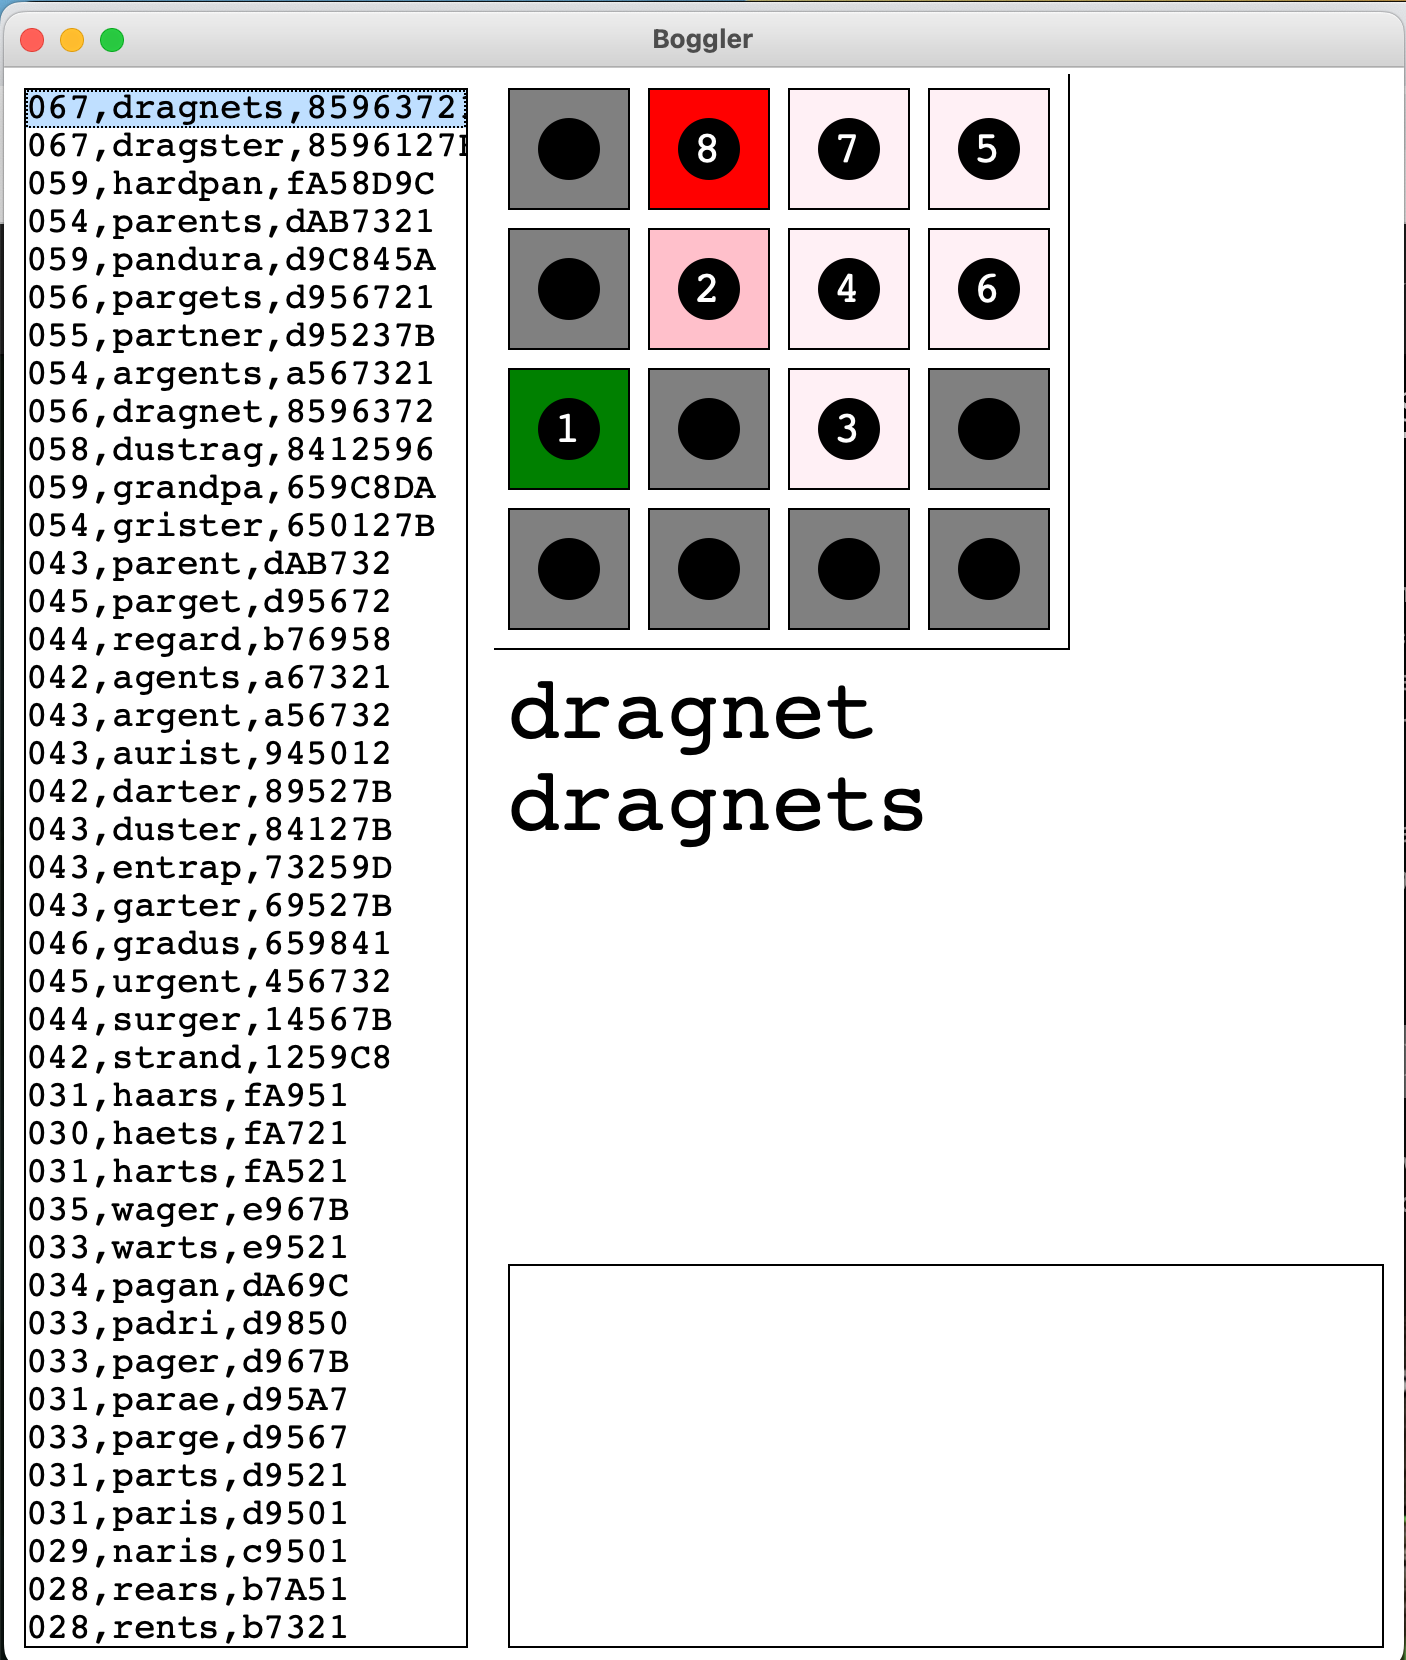 Boggler
067,dragnets,8596372
067,dragster,8596127
059,hardpan,fA58D9C
054,parents,dAB7321
059,pandura,d9C845A
056,pargets,d956721
055,partner,d95237B
054,argents,a567321
056,dragnet,8596372
058,dustrag,8412596
059,grandpa,659C8DA
054,grister,650127B
043,parent,dAB732
045,parget,d95672
044,regard,b76958
042,agents,a67321
043,argent,a56732
043,aurist,945012
042,darter,89527B
043,duster,84127B
043,entrap,73259D
043,garter,69527B
046,gradus,659841
045,urgent,456732
044,surger,14567B
042,strand,1259C8
031,haars,fA951
030,haets,fA721
031,harts,fA521
035,wager,e967B
033,warts,e9521
034,pagan,dA69C
033,padri,d9850
033,pager,d967B
031,parae,d95A7
033,parge,d9567
031,parts,d9521
031,paris,d9501
029,naris,c9501
028,rears,b7A51
028,rents,b7321
8 7 5
2 4 6
1 3
dragnet
dragnets